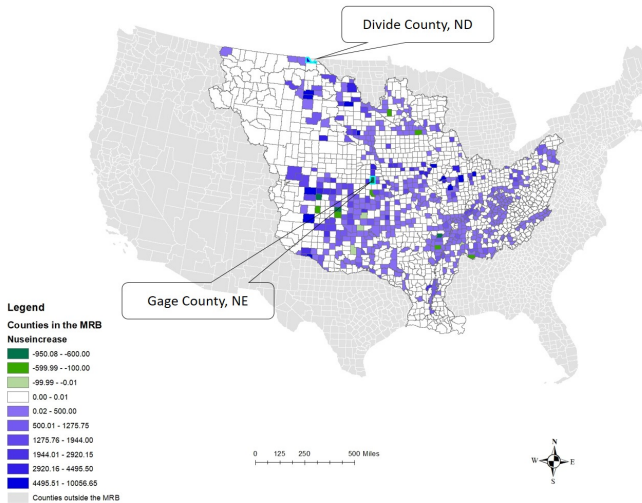 Divide County, ND
Gage County, NE
Legend
Counties in the MRB
Nuseincrease
-950.08 - -600.00
-599.99 - -100.00
-99.99 - -0.01
0.00 - 0.01
0.02 - 500.00
500.01 - 1275.75
1275.76 - 1944.00
1944.01 - 2920.15
2920.16 - 4495.50
4495.51 - 10056.65
Counties outside the MRB
0 125 250 500 Miles
N
W E
S